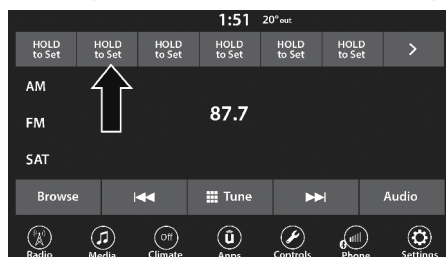 1:51 20°out
HOLD to Set HOLD to Set HOLD to Set HOLD to Set HOLD to Set HOLD to Set >
AM
87.7
FM
SAT
Browse Tune Audio
Off ū
Radio Media Climate Apps Controls Phone Settings